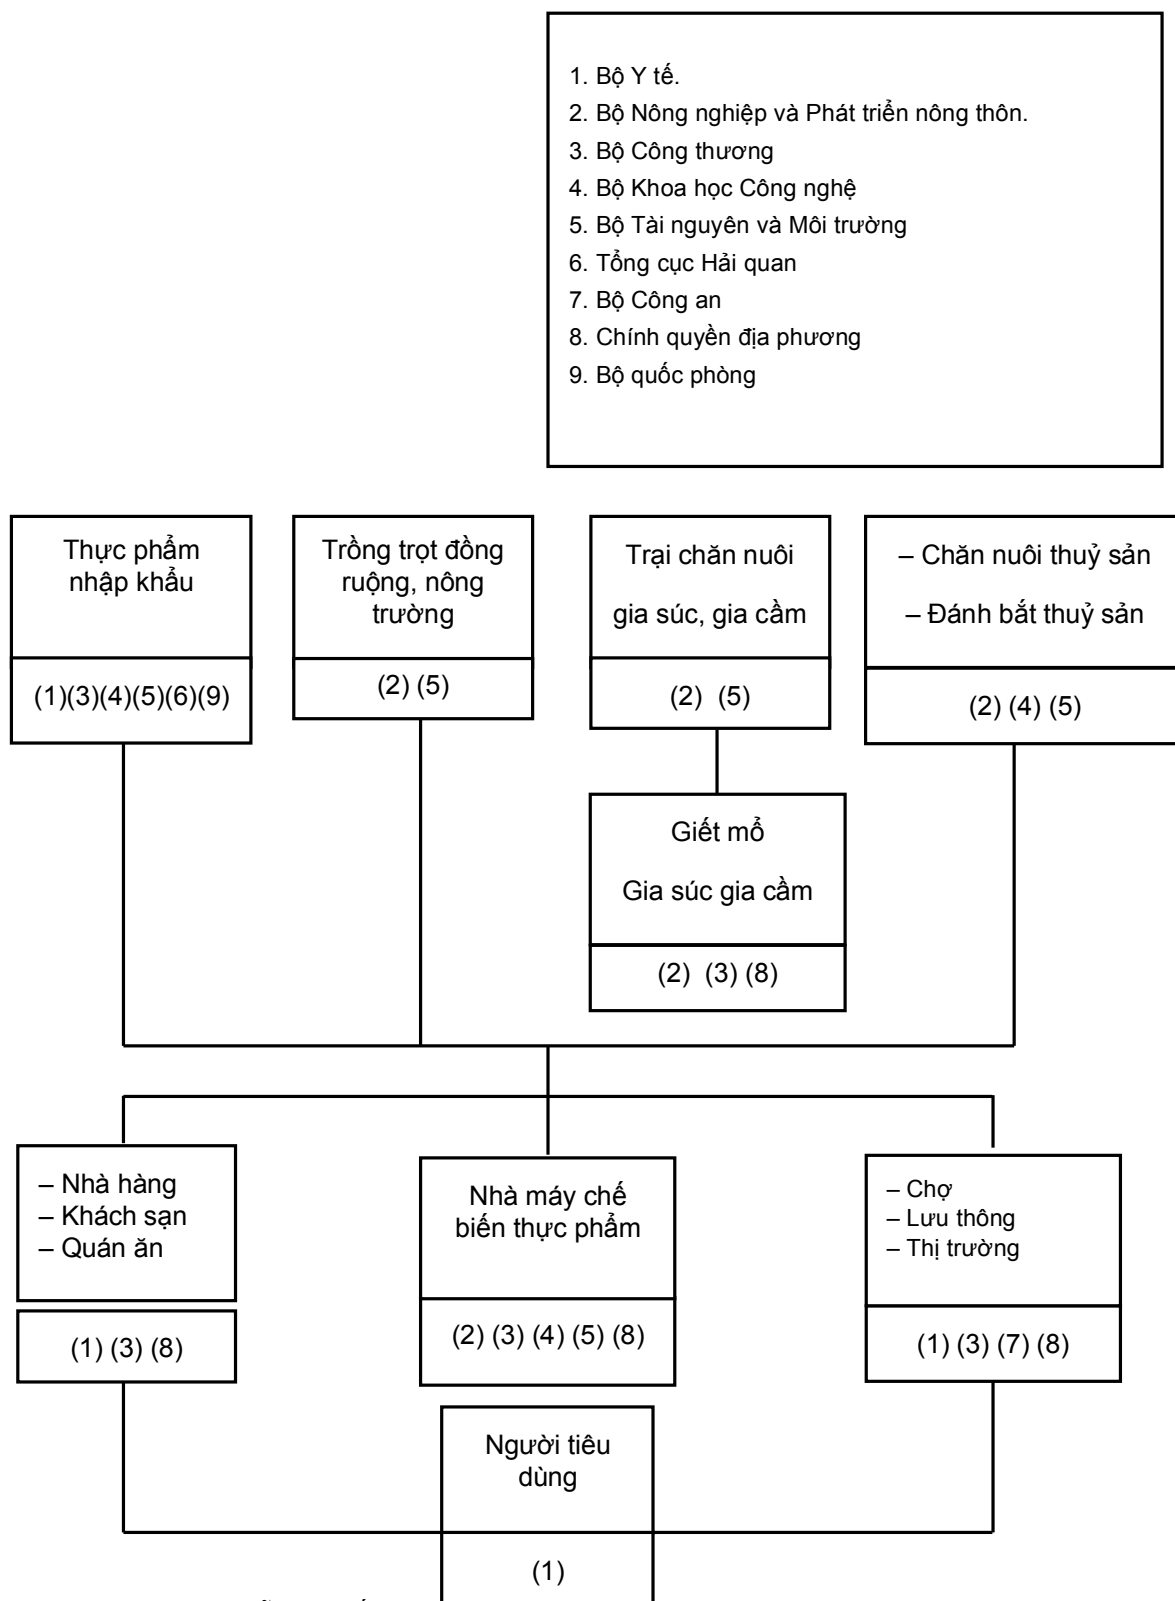 1. Bộ Y tế.
2. Bộ Nông nghiệp và Phát triển nông thôn.
3. Bộ Công thương
4. Bộ Khoa học Công nghệ
5. Bộ Tài nguyên và Môi trường
6. Tổng cục Hải quan
7. Bộ Công an
8. Chính quyền địa phương
9. Bộ quốc phòng
Thực phẩm
nhập khẩu
(1)(3)(4)(5)(6)(9)
Trồng trọt đồng
ruộng, nông
trường
(2) (5)
Trại chăn nuôi
gia súc, gia cầm
(2) (5)
– Chăn nuôi thuỷ sản
– Đánh bắt thuỷ sản
(2) (4) (5)
Giết mổ
Gia súc gia cầm
(2) (3) (8)
– Nhà hàng
– Khách sạn
– Quán ăn
(1) (3) (8)
Nhà máy chế
biến thực phẩm
(2) (3) (4) (5) (8)
– Chợ
– Lưu thông
– Thị trường
(1) (3) (7) (8)
Người tiêu
dùng
(1)